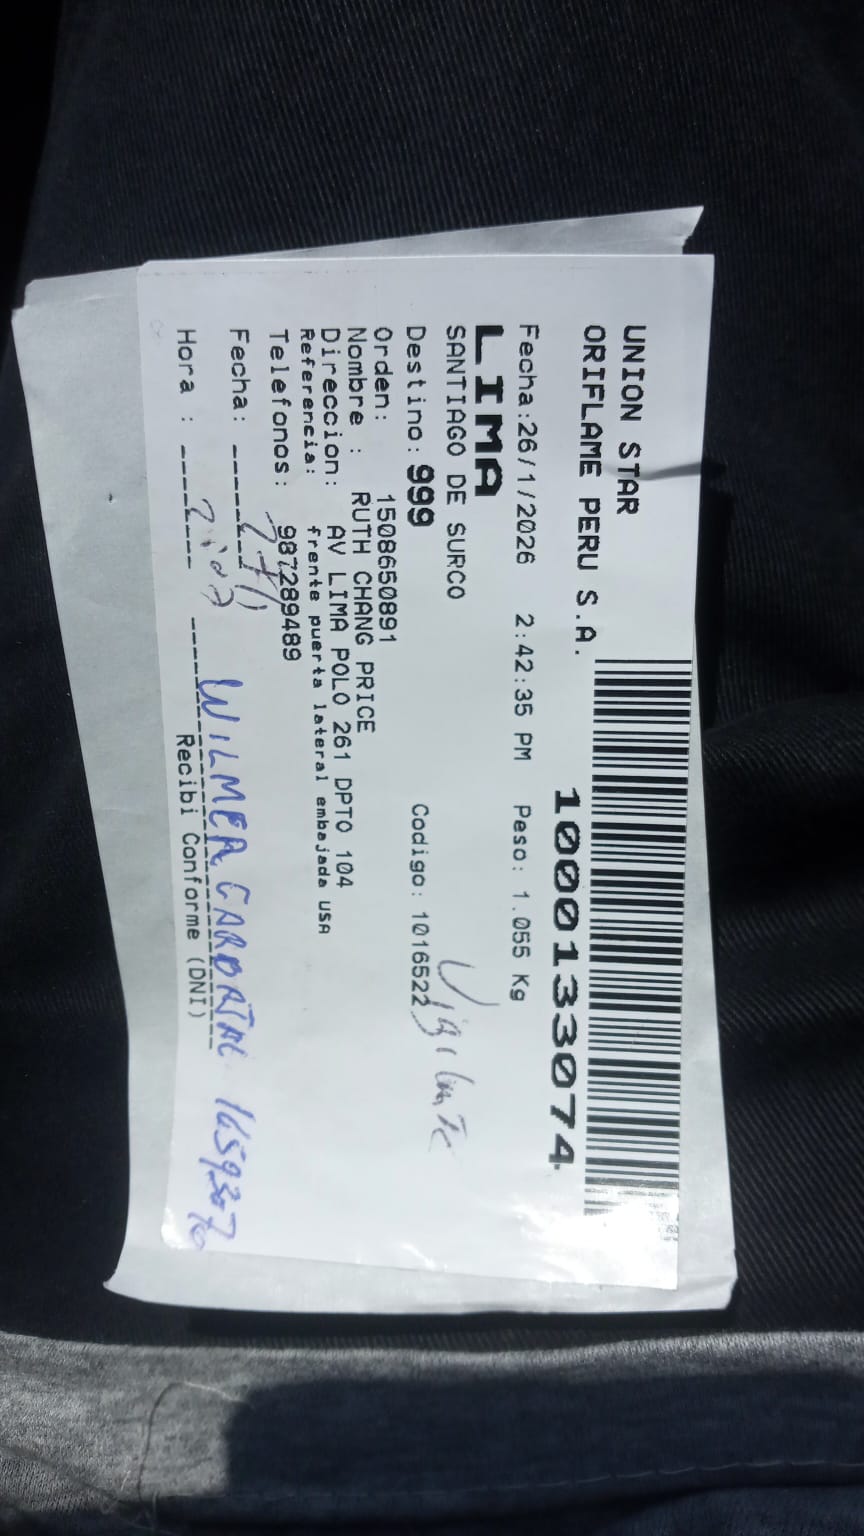 UNION STAR
ORIFLAME PERU S.A.
1000133074
Fecha:26/1/2026 2:42:35 PM Peso: 1.055 Kg
LIMA
SANTIAGO DE SURCO
Destino: 999 Codigo: 1016522
Vigilante
Orden: 1508650891
Nombre : RUTH CHANG PRICE
Direccion: AV LIMA POLO 261 DPTO 104
Referencia: frente puerta lateral embajada USA
Telefonos: 987289489
Fecha:
Hora :
WILMER
Recibi Conforme (DNI)